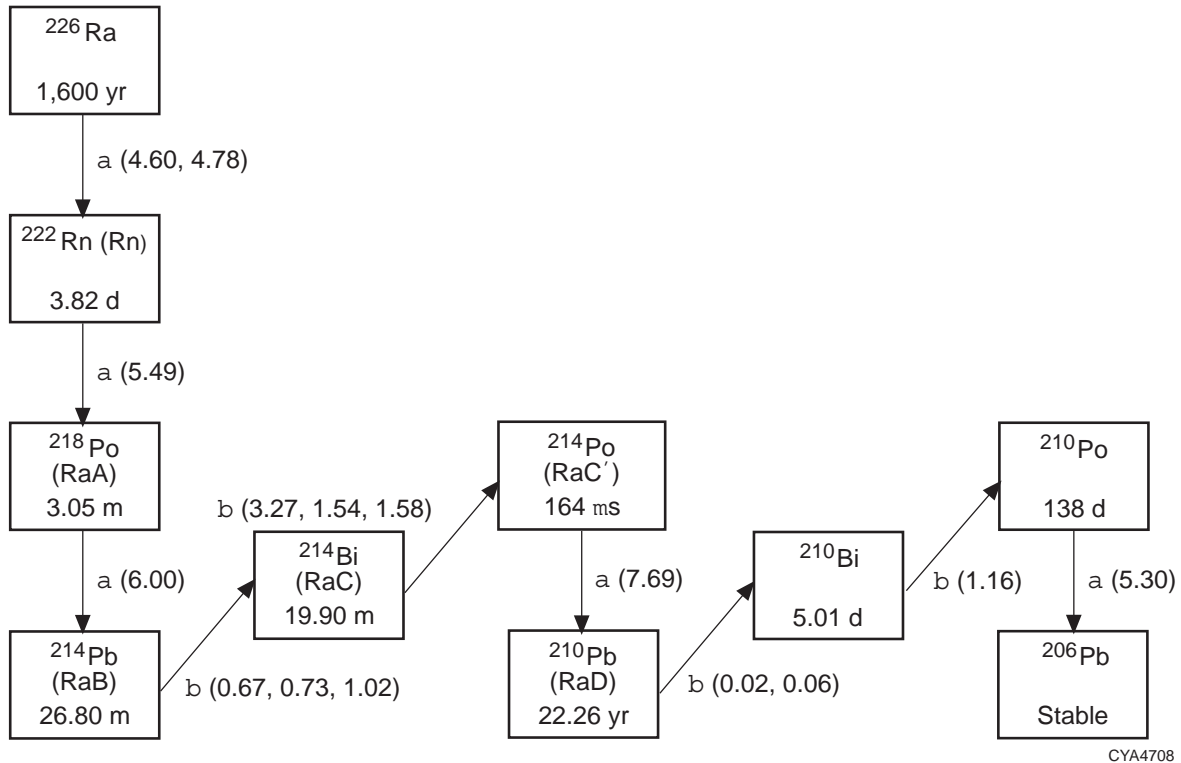 226Ra
1,600 yr
a (4.60, 4.78)
222Rn (Rn)
3.82 d
a (5.49)
218Po
(RaA)
3.05 m
a (6.00)
214Pb
(RaB)
26.80 m
b (0.67, 0.73, 1.02)
214Bi
(RaC)
19.90 m
b (3.27, 1.54, 1.58)
214Po
(RaC′)
164 ms
a (7.69)
210Pb
(RaD)
22.26 yr
b (0.02, 0.06)
210Bi
5.01 d
b (1.16)
210Po
138 d
a (5.30)
206Pb
Stable
CYA4708